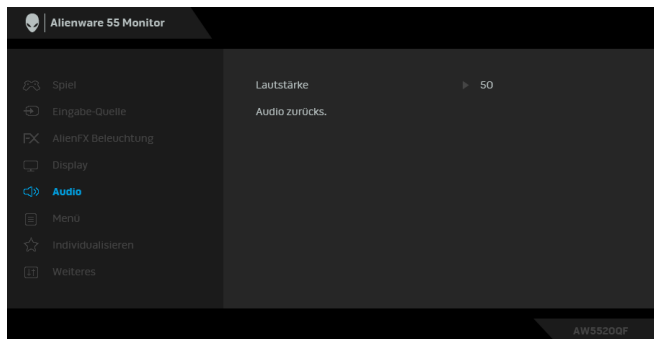 Alienware 55 Monitor
Spiel
Eingabe-Quelle
AlienFX Beleuchtung
Display
Audio
Menü
Individualisieren
Weiteres
Lautstärke 50
Audio zurücks.
AW5520QF